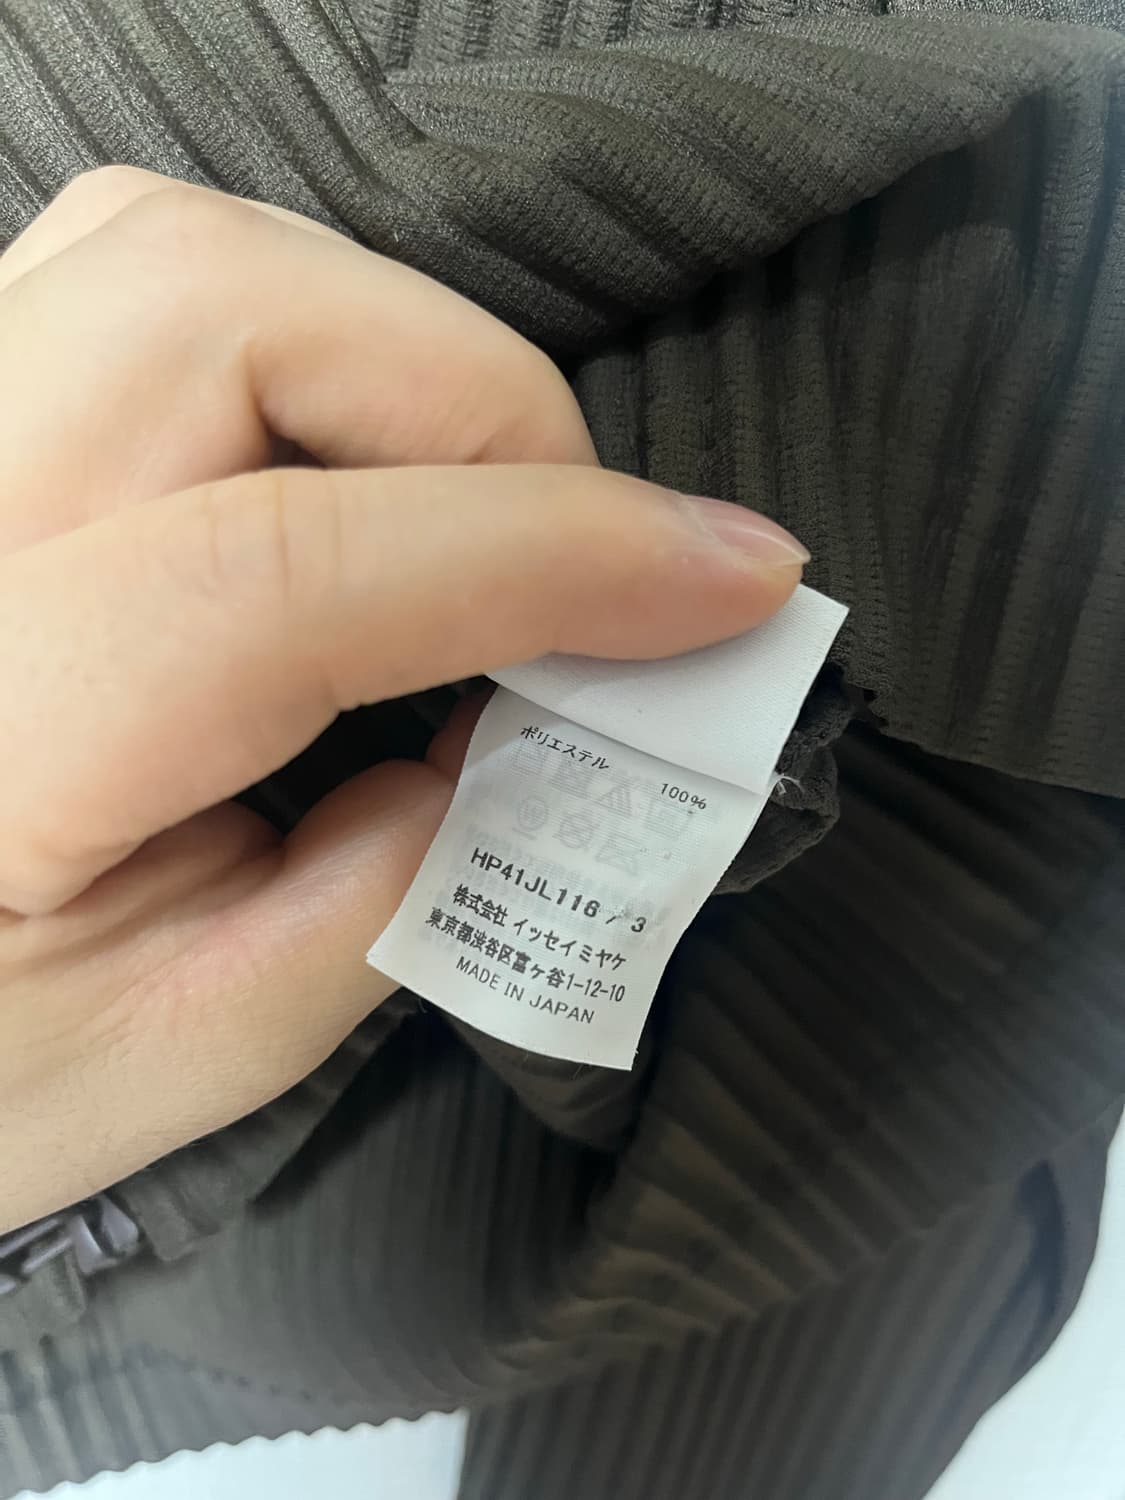 ポリエステル
100%
HP41JL116 / 3
株式会社 イッセイミヤケ
東京都渋谷区富ヶ谷1-12-10
MADE IN JAPAN